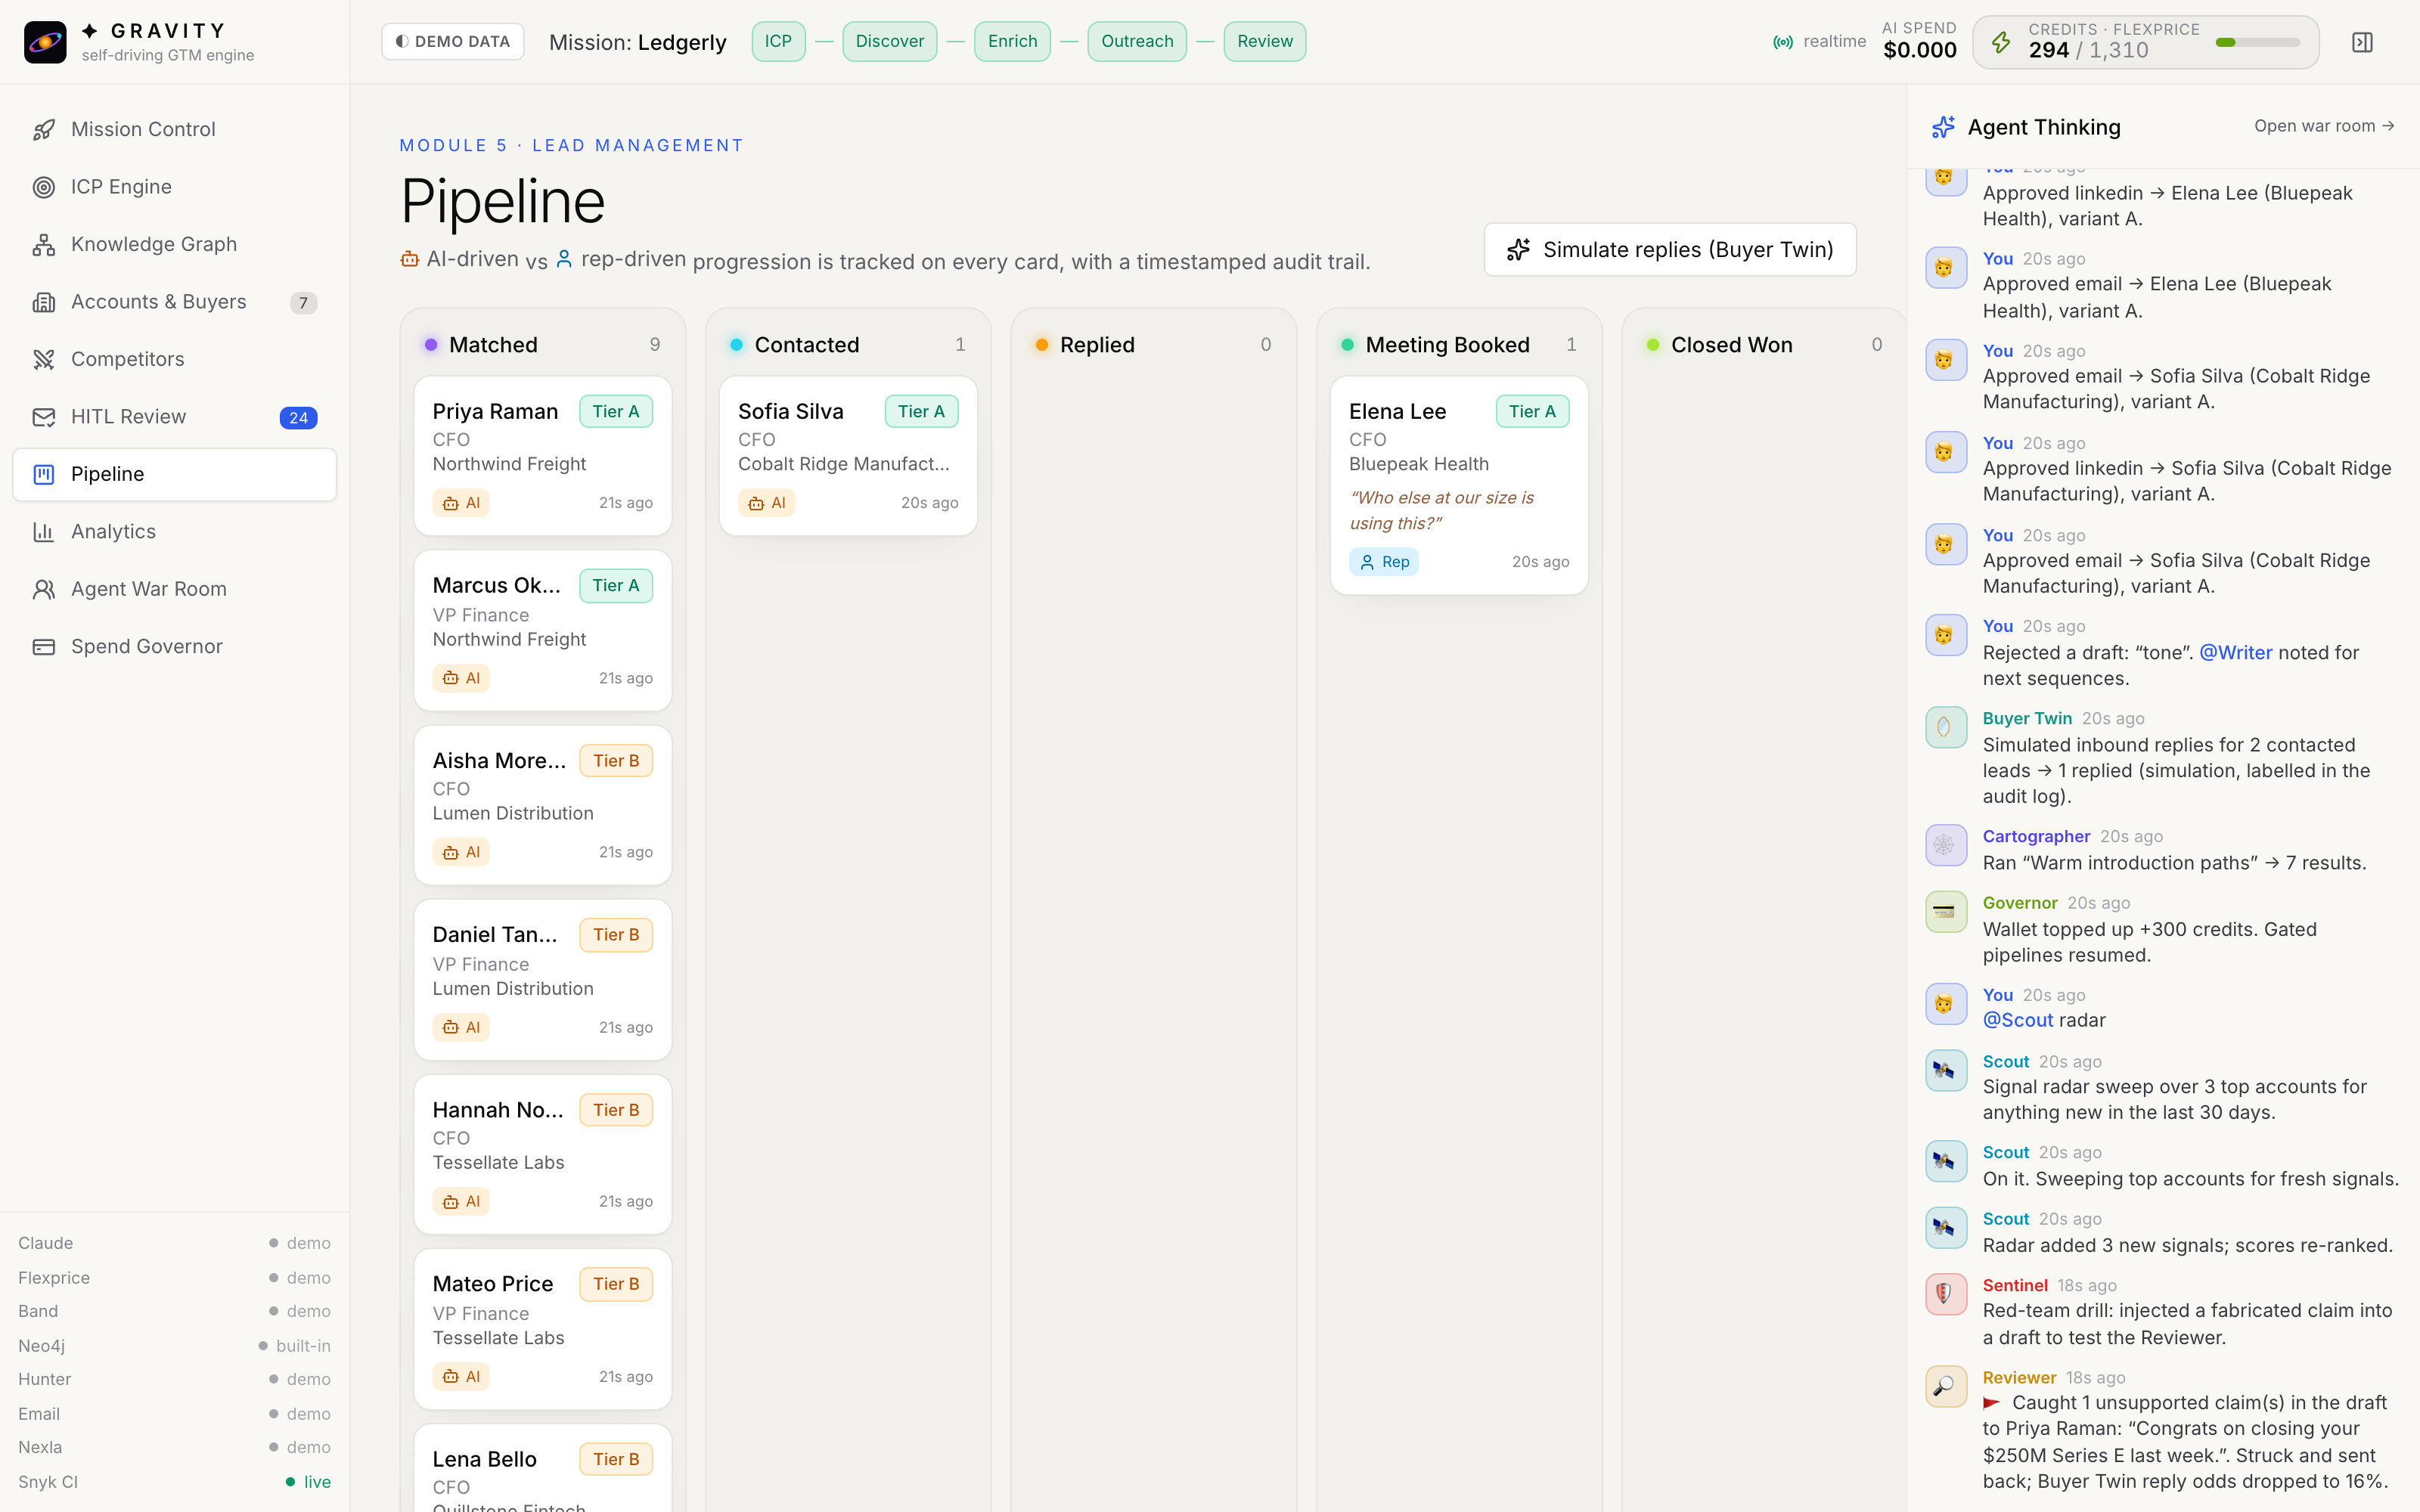 ✦ GRAVITY
self-driving GTM engine
DEMO DATA
Mission: Ledgerly
ICP — Discover — Enrich — Outreach — Review
realtime
AI SPEND
$0.000
CREDITS · FLEXPRICE
294 / 1,310
Mission Control
ICP Engine
Knowledge Graph
Accounts & Buyers 7
Competitors
HITL Review 24
Pipeline
Analytics
Agent War Room
Spend Governor
Claude demo
Flexprice demo
Band demo
Neo4j built-in
Hunter demo
Email demo
Nexla demo
Snyk CI live
MODULE 5 · LEAD MANAGEMENT
Pipeline
AI-driven vs rep-driven progression is tracked on every card, with a timestamped audit trail.
Simulate replies (Buyer Twin)
Matched 9
Priya Raman Tier A
CFO
Northwind Freight
AI 21s ago
Marcus Ok... Tier A
VP Finance
Northwind Freight
AI 21s ago
Aisha More... Tier B
CFO
Lumen Distribution
AI 21s ago
Daniel Tan... Tier B
VP Finance
Lumen Distribution
AI 21s ago
Hannah No... Tier B
CFO
Tessellate Labs
AI 21s ago
Mateo Price Tier B
VP Finance
Tessellate Labs
AI 21s ago
Lena Bello Tier B
CFO
Quillstone Fintech
Contacted 1
Sofia Silva Tier A
CFO
Cobalt Ridge Manufact...
AI 20s ago
Replied 0
Meeting Booked 1
Elena Lee Tier A
CFO
Bluepeak Health
“Who else at our size is
using this?”
Rep 20s ago
Closed Won 0
Agent Thinking
Open war room →
You 20s ago
Approved linkedin → Elena Lee (Bluepeak
Health), variant A.
You 20s ago
Approved email → Elena Lee (Bluepeak
Health), variant A.
You 20s ago
Approved email → Sofia Silva (Cobalt Ridge
Manufacturing), variant A.
You 20s ago
Approved linkedin → Sofia Silva (Cobalt Ridge
Manufacturing), variant A.
You 20s ago
Approved email → Sofia Silva (Cobalt Ridge
Manufacturing), variant A.
You 20s ago
Rejected a draft: “tone”. @Writer noted for
next sequences.
Buyer Twin 20s ago
Simulated inbound replies for 2 contacted
leads → 1 replied (simulation, labelled in the
audit log).
Cartographer 20s ago
Ran “Warm introduction paths” → 7 results.
Governor 20s ago
Wallet topped up +300 credits. Gated
pipelines resumed.
You 20s ago
@Scout radar
Scout 20s ago
Signal radar sweep over 3 top accounts for
anything new in the last 30 days.
Scout 20s ago
On it. Sweeping top accounts for fresh signals.
Scout 20s ago
Radar added 3 new signals; scores re-ranked.
Sentinel 18s ago
Red-team drill: injected a fabricated claim into
a draft to test the Reviewer.
Reviewer 18s ago
Caught 1 unsupported claim(s) in the draft
to Priya Raman: “Congrats on closing your
$250M Series E last week.”. Struck and sent
back; Buyer Twin reply odds dropped to 16%.